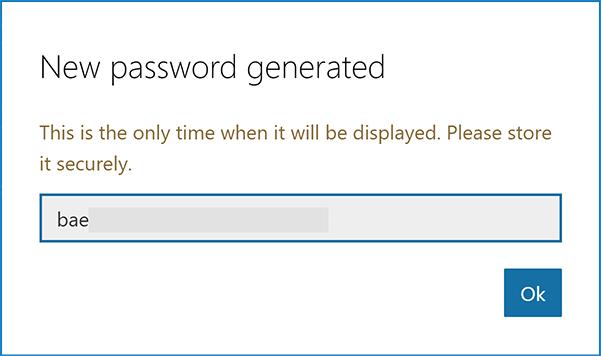 New password generated
This is the only time when it will be displayed. Please store
it securely.
bae
Ok